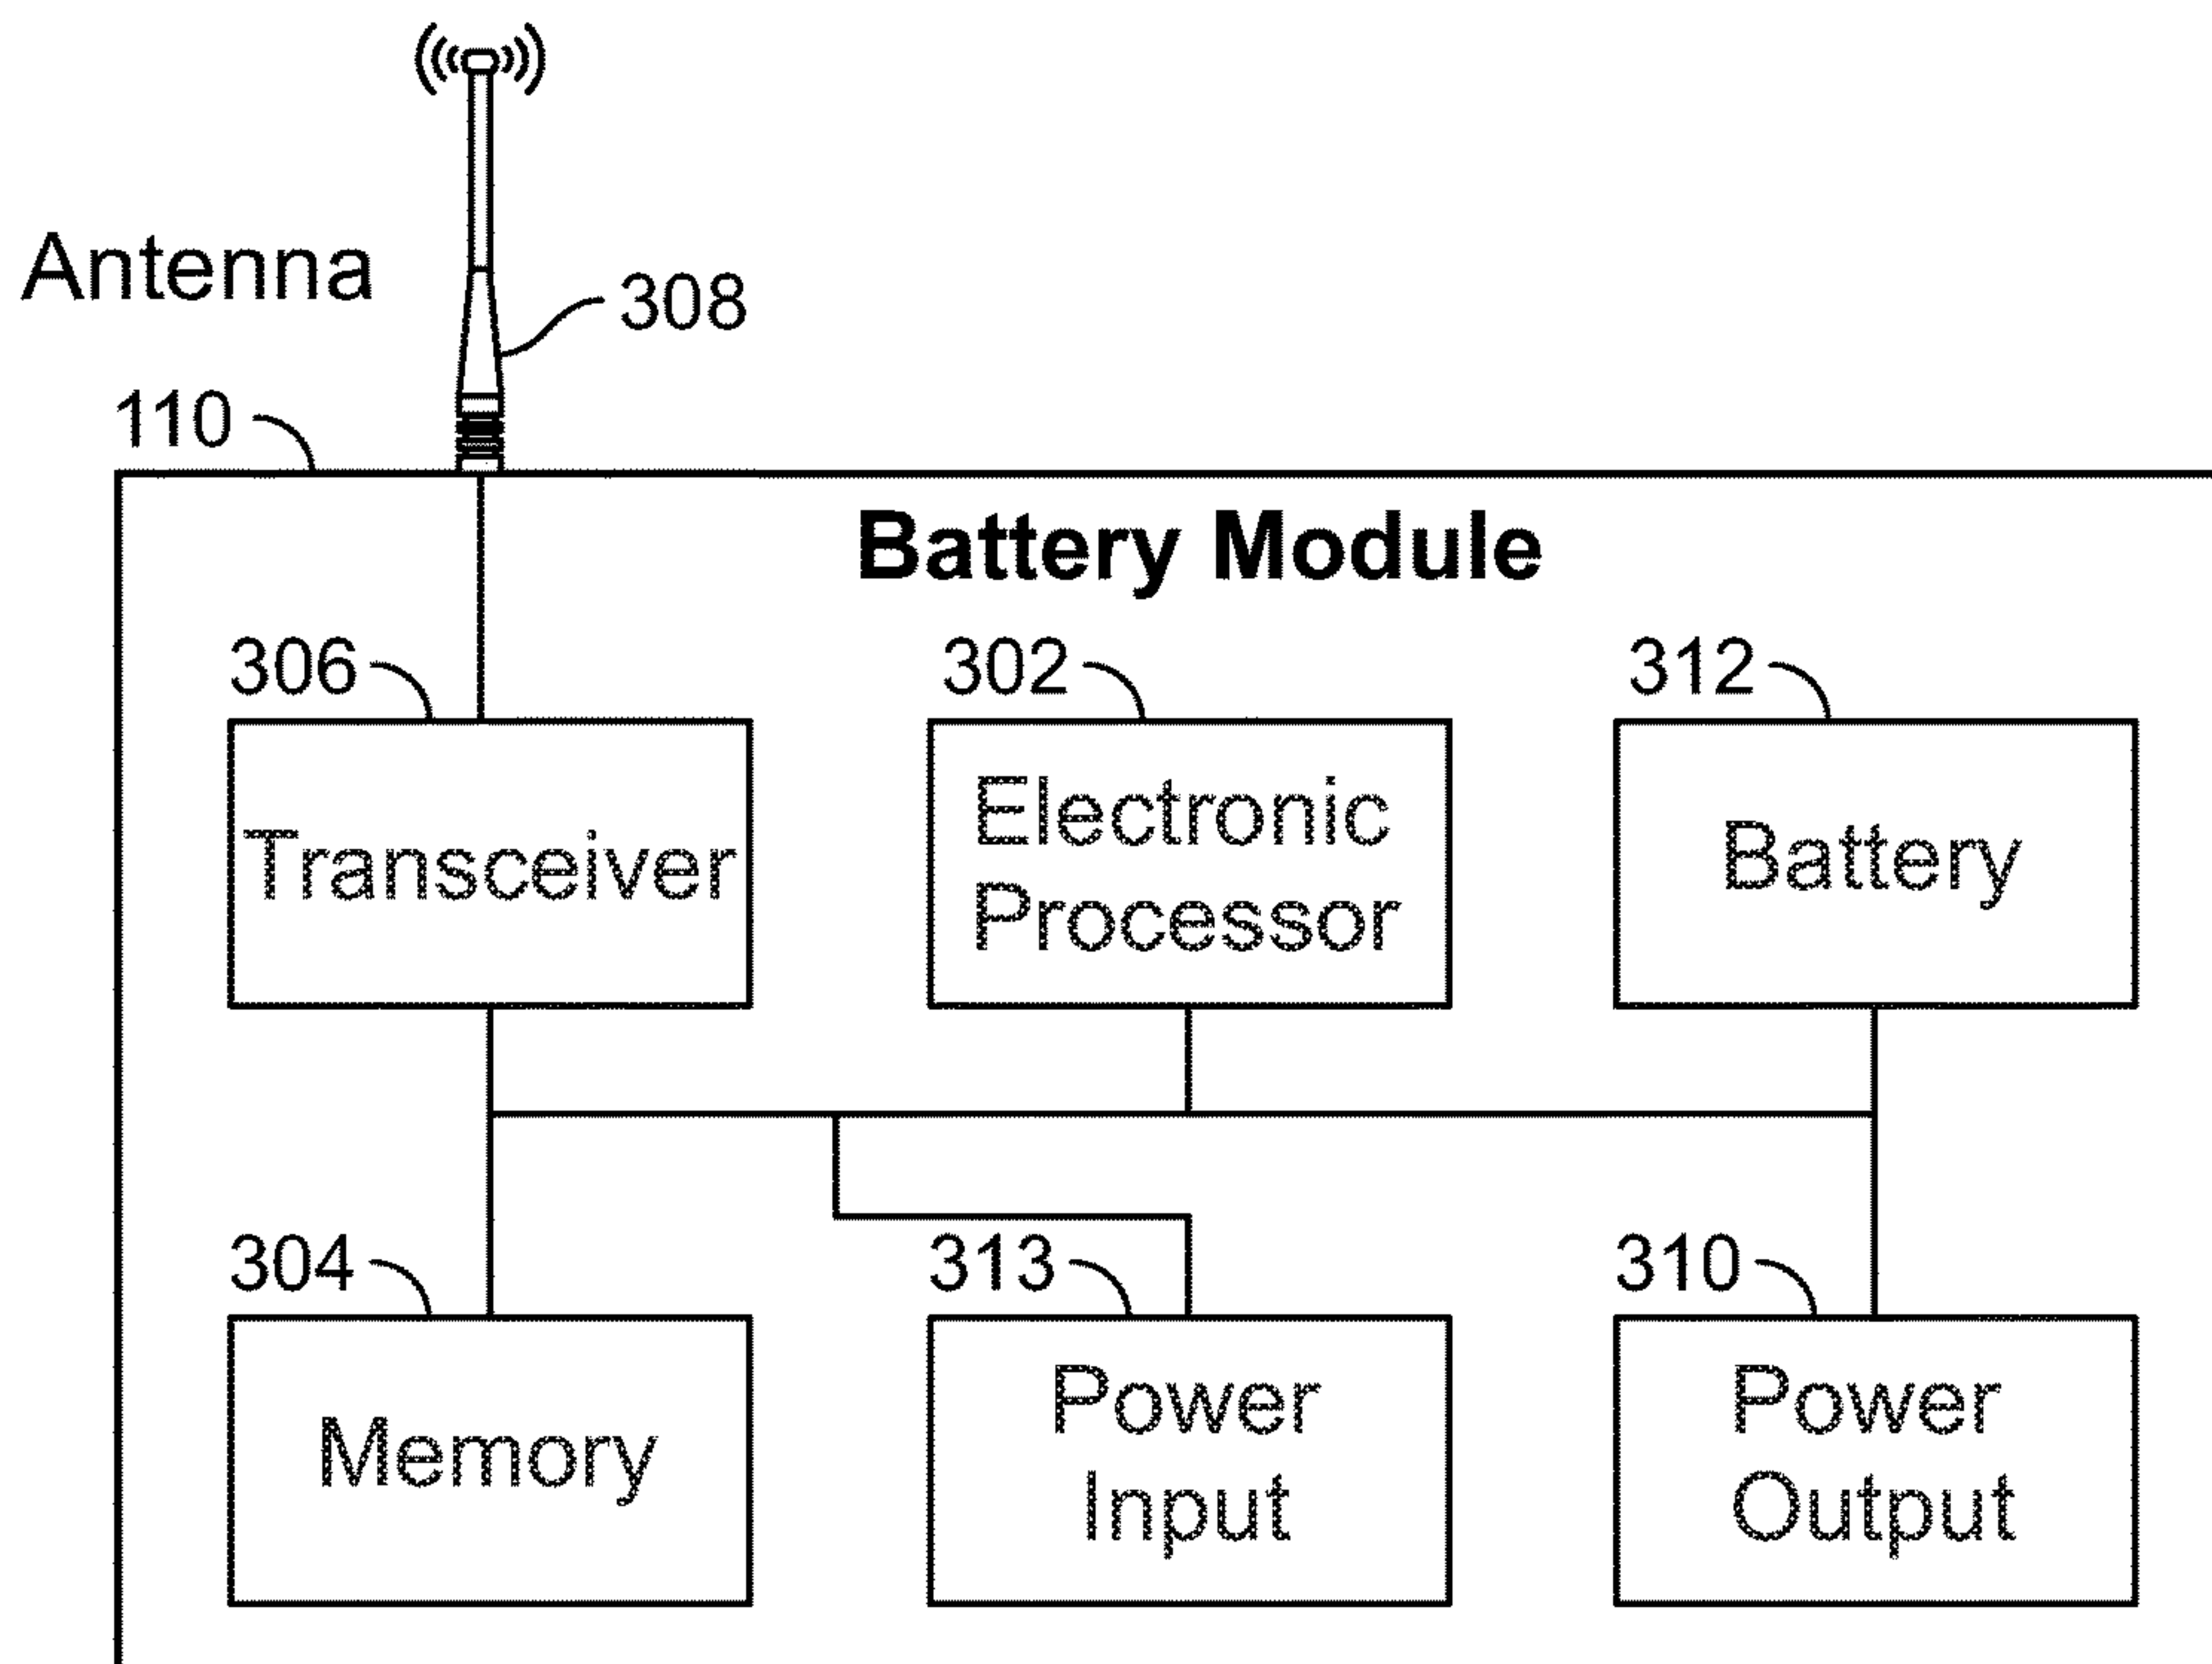 Antenna
308
110
Battery Module
306
302
312
Transceiver
Electronic
Processor
Battery
304
313
310
Memory
Power
Input
Power
Output